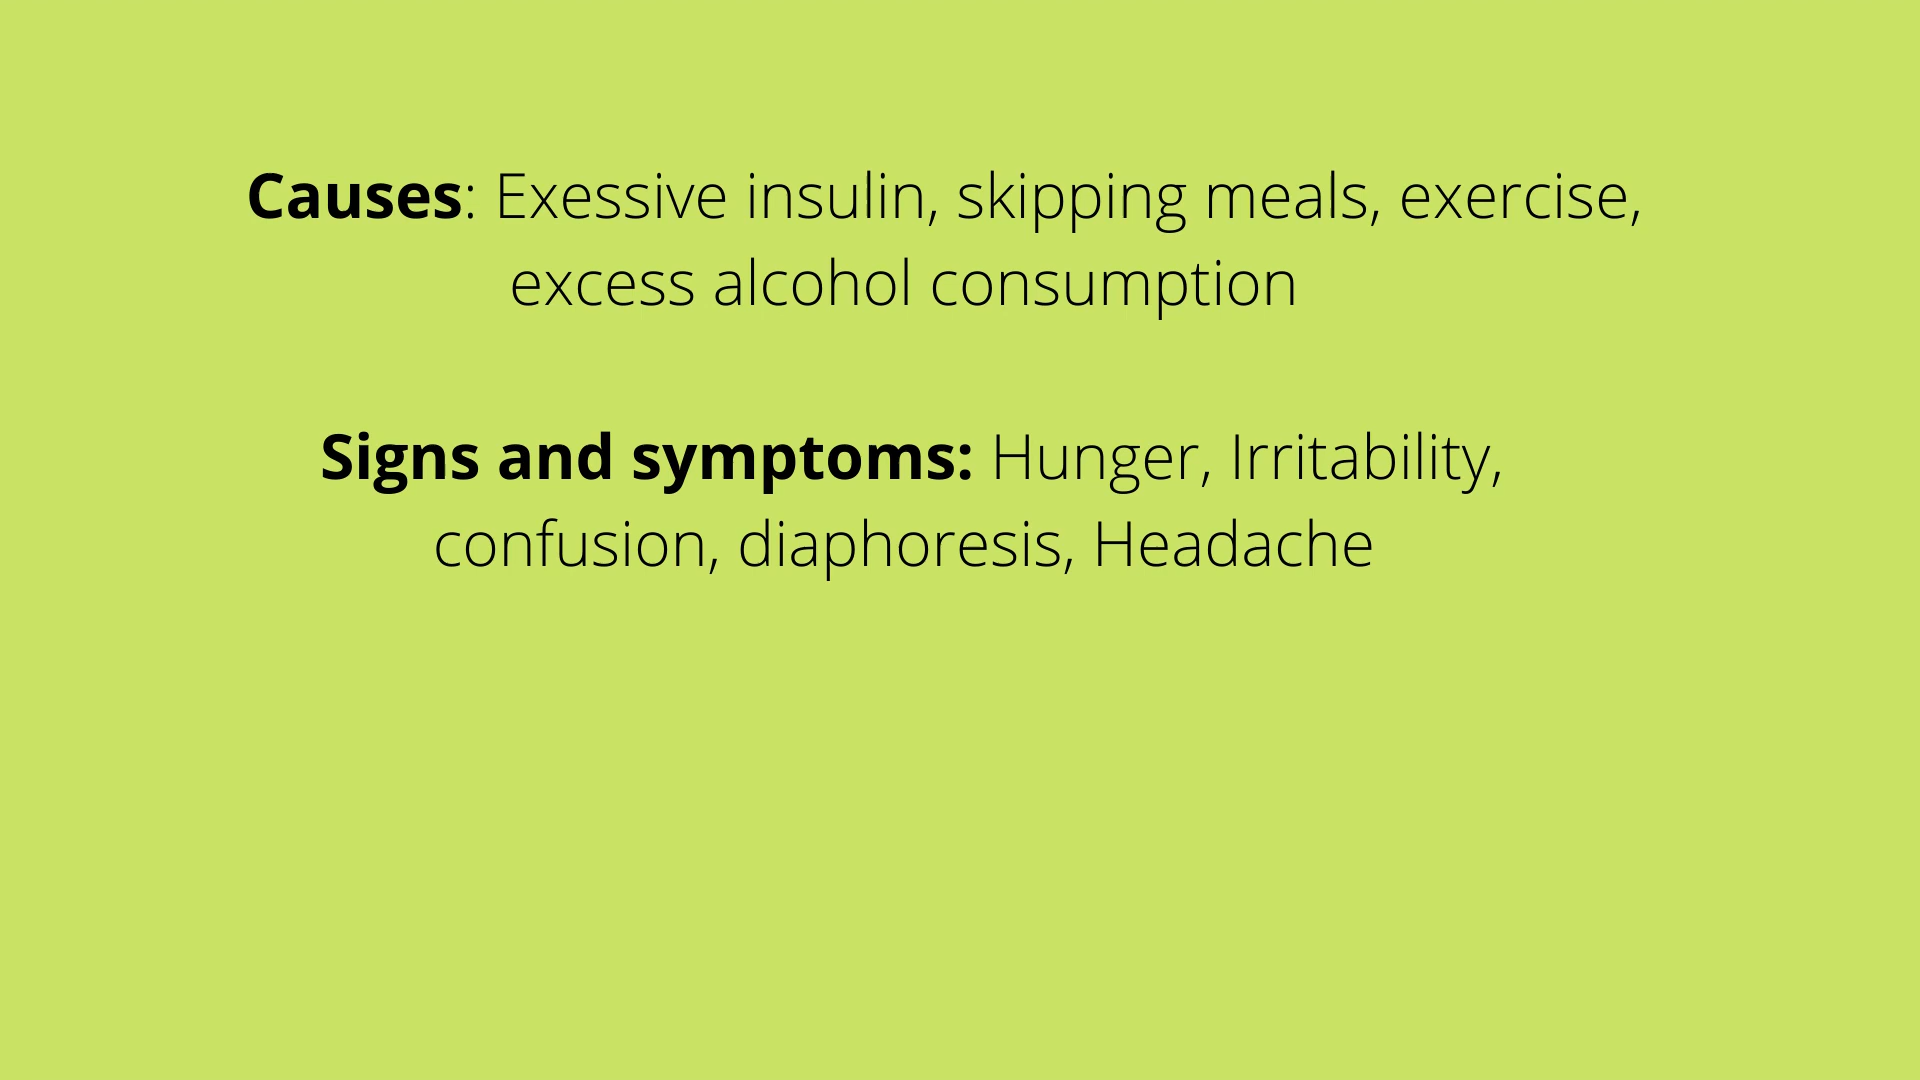 Causes: Exessive insulin, skipping meals, exercise,
excess alcohol consumption
Signs and symptoms: Hunger, Irritability,
confusion, diaphoresis, Headache